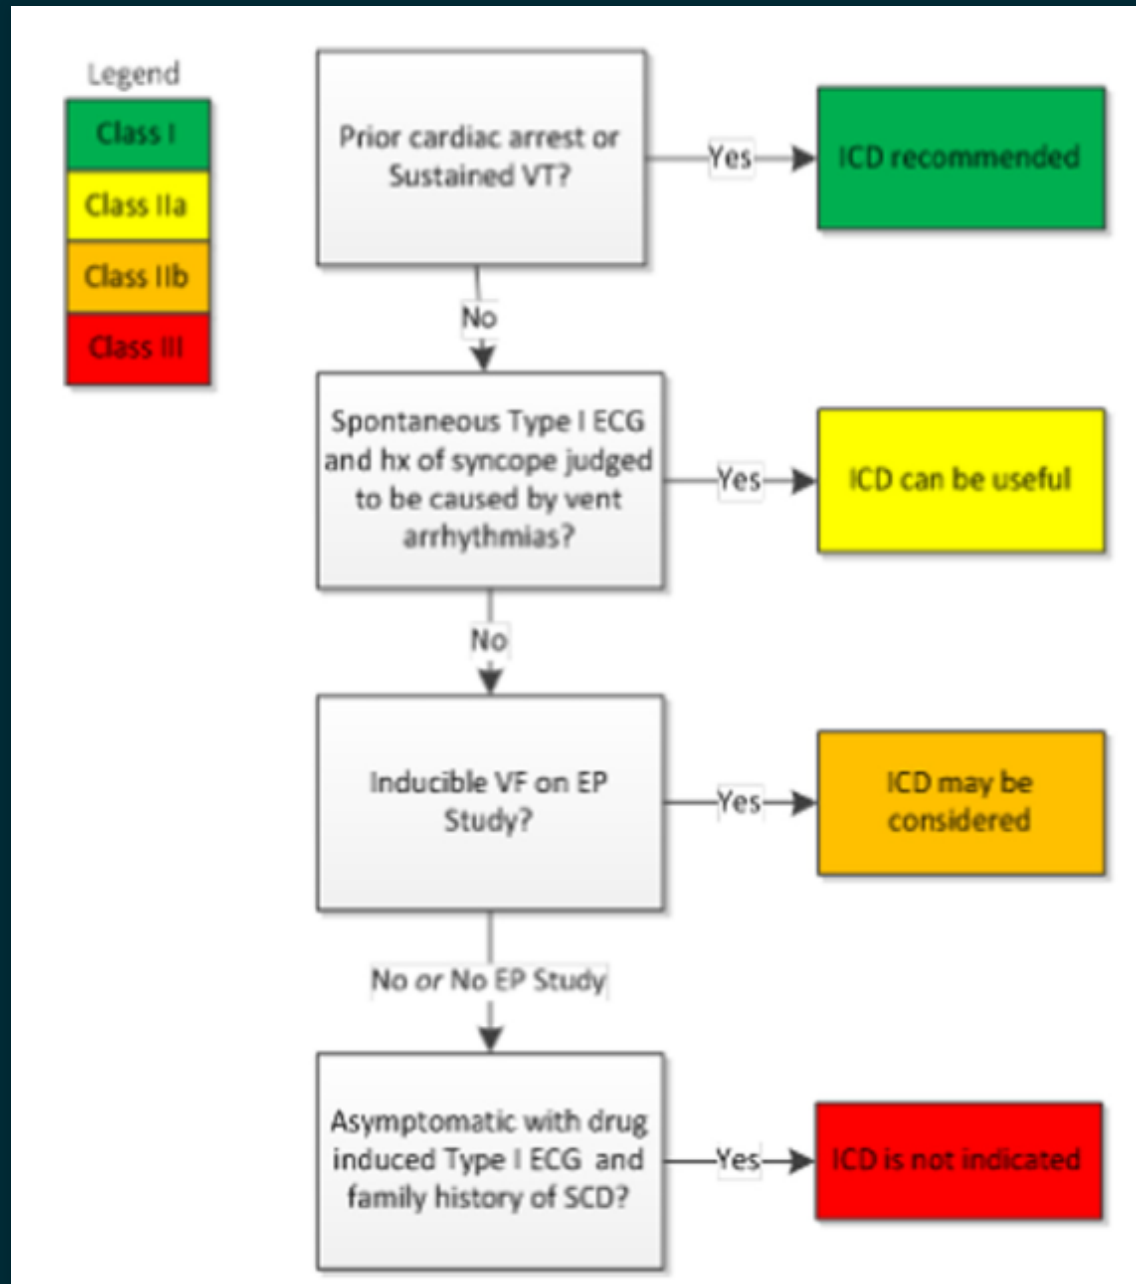 Legend
Class I
Class IIa
Class IIb
Class III
Prior cardiac arrest or
Sustained VT?
Yes
ICD recommended
No
Spontaneous Type I ECG
and hx of syncope judged
to be caused by vent
arrhythmias?
Yes
ICD can be useful
No
Inducible VF on EP
Study?
Yes
ICD may be
considered
No or No EP Study
Asymptomatic with drug
induced Type I ECG and
family history of SCD?
Yes
ICD is not indicated